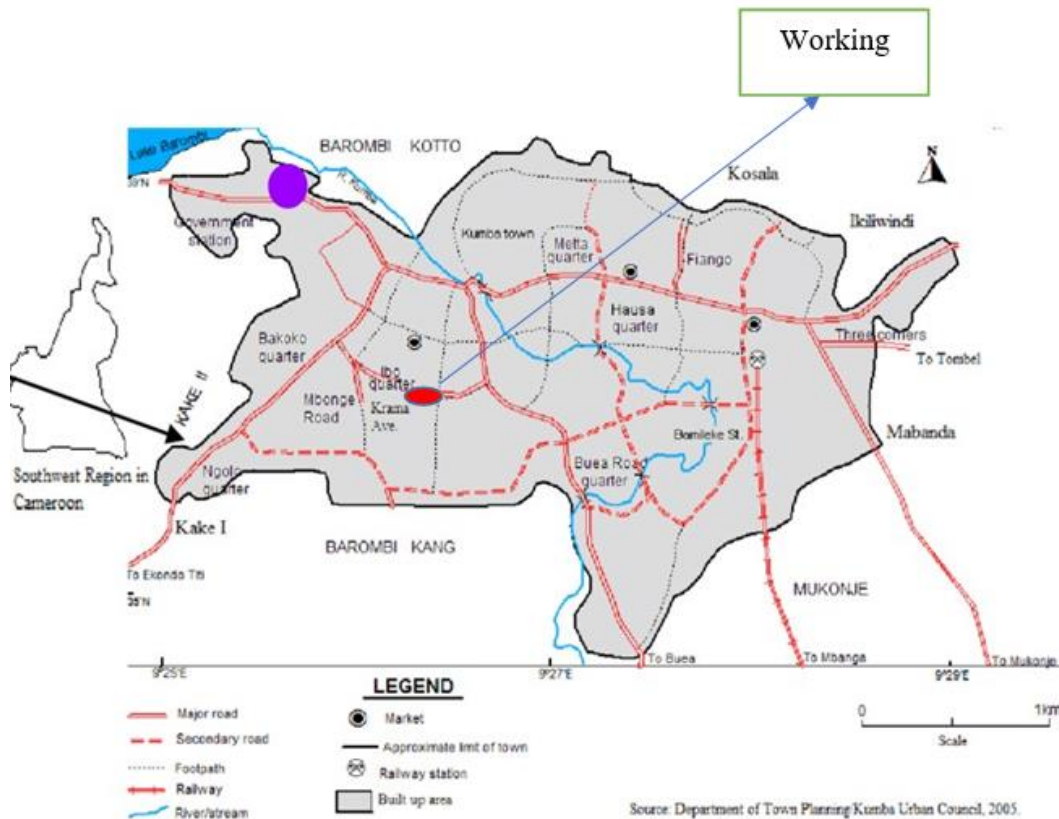 Working
Lake Barombi
BAROMBI KOTTO
R. Kumba
Kosala
N
39'N
Government
station
Kumba town
Metta
quarter
Fiango
Ikiliwindi
Hausa
quarter
Bakoko
quarter
Three corners
To Tombel
Ibo
quarter
Mbonge
Road
Krama
Ave.
KAKE II
Bamileke St.
Mabanda
Southwest Region in
Cameroon
Ngolo
quarter
Buea Road
quarter
Kake I
BAROMBI KANG
To Ekondo Titi
MUKONJE
35'N
To Buea
To Mbanga
To Mukonje
9°25'E
9°27'E
9°29'E
LEGEND
Major road
Secondary road
Footpath
Railway
River/stream
Market
Approximate limt of town
Railway station
Built up area
0
1km
Scale
Source: Department of Town Planning/Kumba Urban Council, 2005.